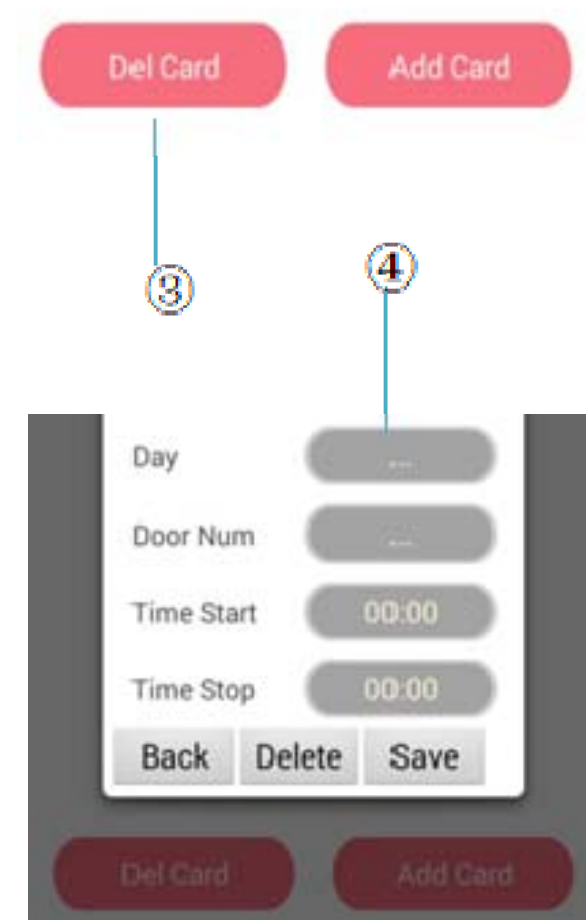 Del Card Add Card
③ ④
Day ...
Door Num ...
Time Start 00:00
Time Stop 00:00
Back Delete Save
Del Card Add Card